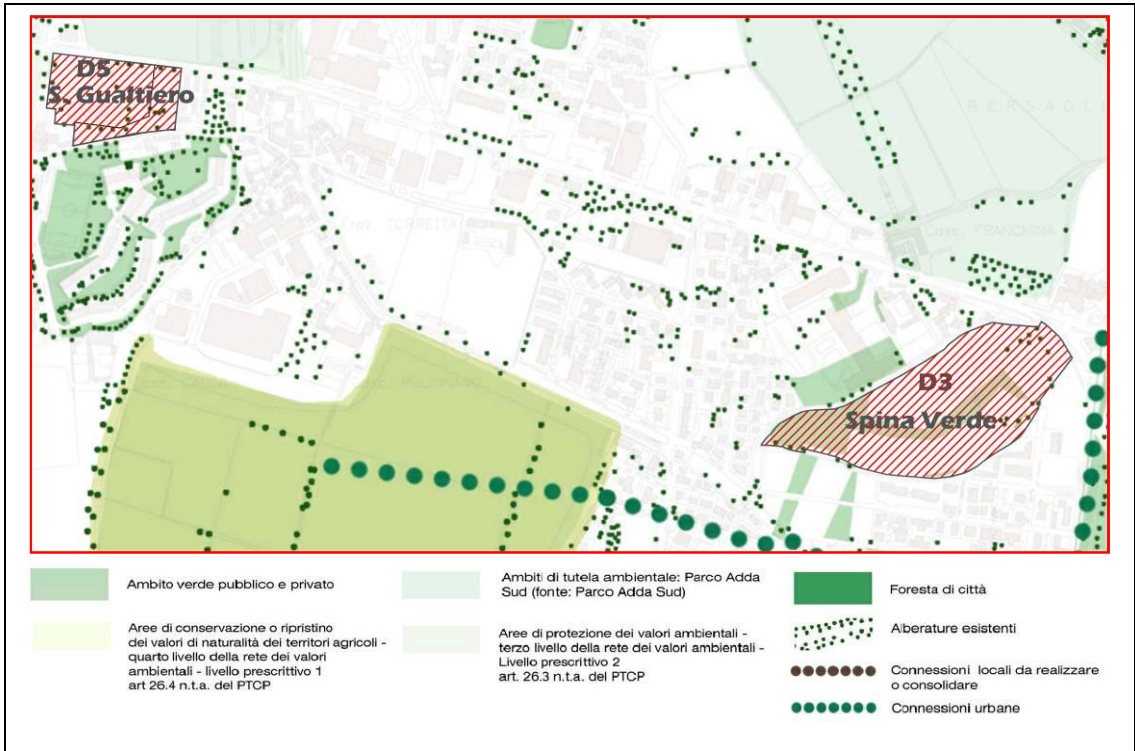 D5
S. Gualtiero
BERSAGLI
Fraz. TORRETTA
Casc. FRANCHINA
Casc. PULIGNANO
D3
Spina Verde
Ambito verde pubblico e privato
Ambiti di tutela ambientale: Parco Adda
Sud (fonte: Parco Adda Sud)
Foresta di città
Aree di conservazione o ripristino
dei valori di naturalità dei territori agricoli -
quarto livello della rete dei valori
ambientali - livello prescrittivo 1
art 26.4 n.t.a. del PTCP
Aree di protezione dei valori ambientali -
terzo livello della rete dei valori ambientali -
Livello prescrittivo 2
art. 26.3 n.t.a. del PTCP
Alberature esistenti
Connessioni locali da realizzare
o consolidare
Connessioni urbane